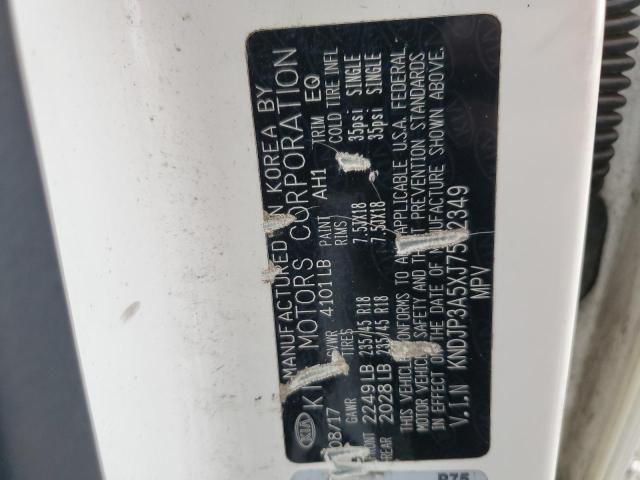 KIA
MANUFACTURED IN KOREA BY
MOTORS CORPORATION
08/17 GVWR 4101LB PAINT AH1 TRIM EQ
GAWR TIRES RIMS COLD TIRE INFL
FRONT 2249LB 235/45 R18 7.5JX18 35psi SINGLE
REAR 2028LB 235/45 R18 7.5JX18 35psi SINGLE
THIS VEHICLE CONFORMS TO ALL APPLICABLE U.S.A. FEDERAL
MOTOR VEHICLE SAFETY AND THEFT PREVENTION STANDARDS
IN EFFECT ON THE DATE OF MANUFACTURE SHOWN ABOVE.
V.I.N KNDJP3A5XJ75 2349
MPV